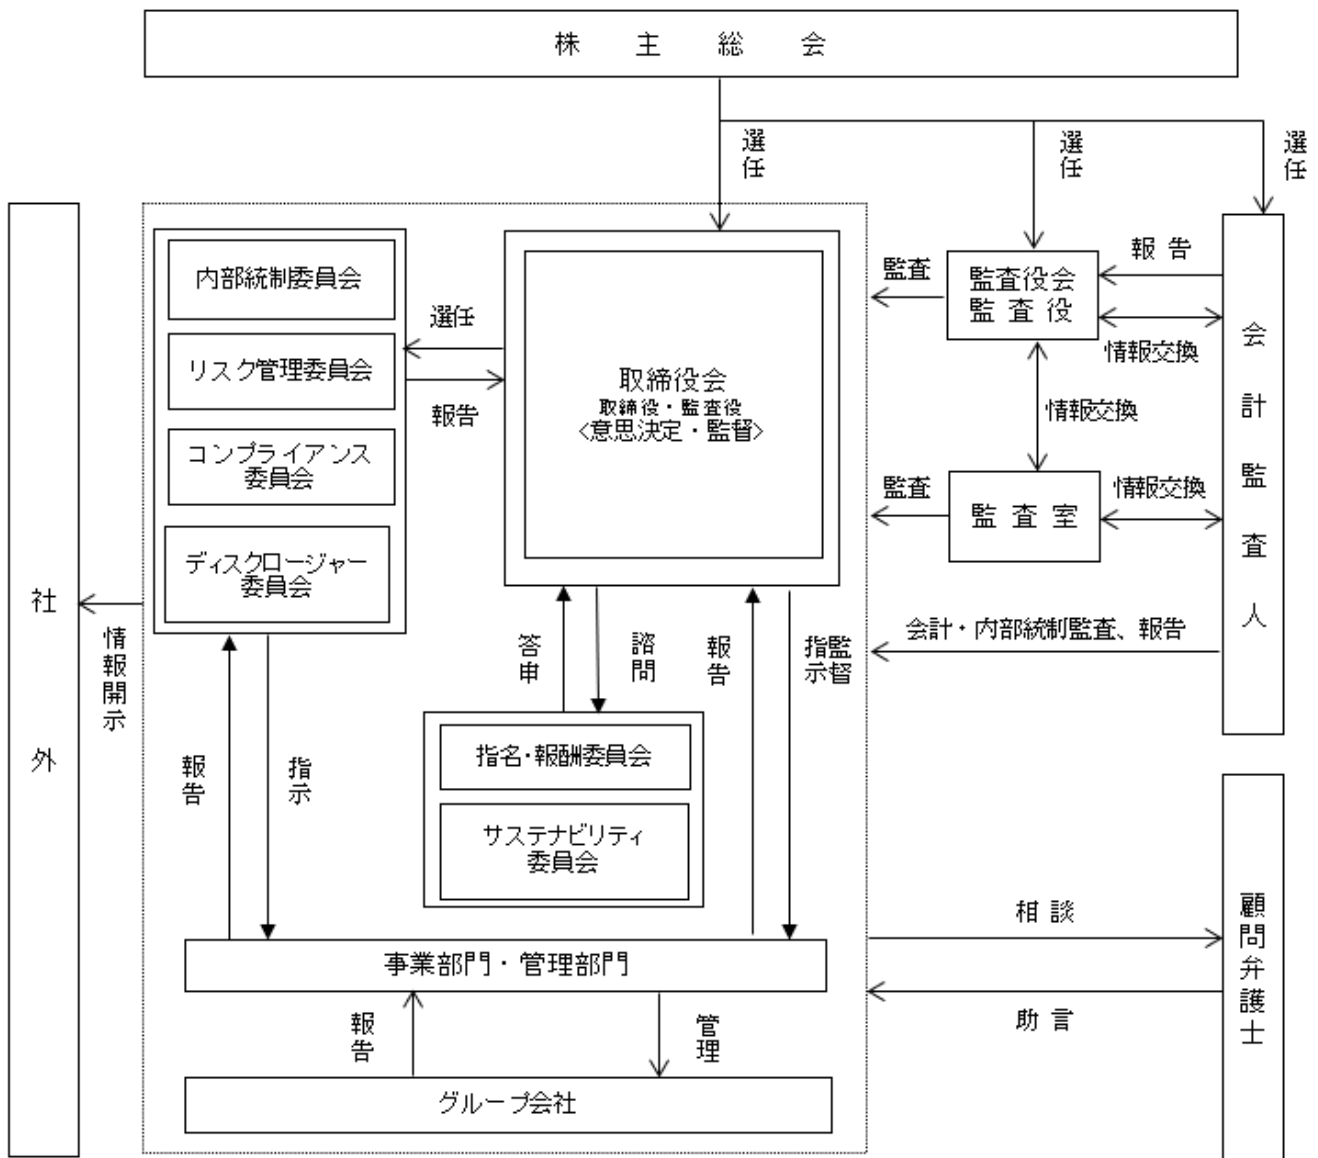 株主総会
選任
選任
選任
内部統制委員会
リスク管理委員会
コンプライアンス
委員会
ディスクロージャー
委員会
選任
報告
取締役会
取締役・監査役
<意思決定・監督>
監査
監査役会
監査役
報告
情報交換
情報交換
監査
監査室
情報交換
会計監査人
会計・内部統制監査、報告
社外
情報開示
答申
諮問
報告
指示
監督
報告
指示
指名・報酬委員会
サステナビリティ
委員会
事業部門・管理部門
報告
管理
グループ会社
相談
助言
顧問弁護士